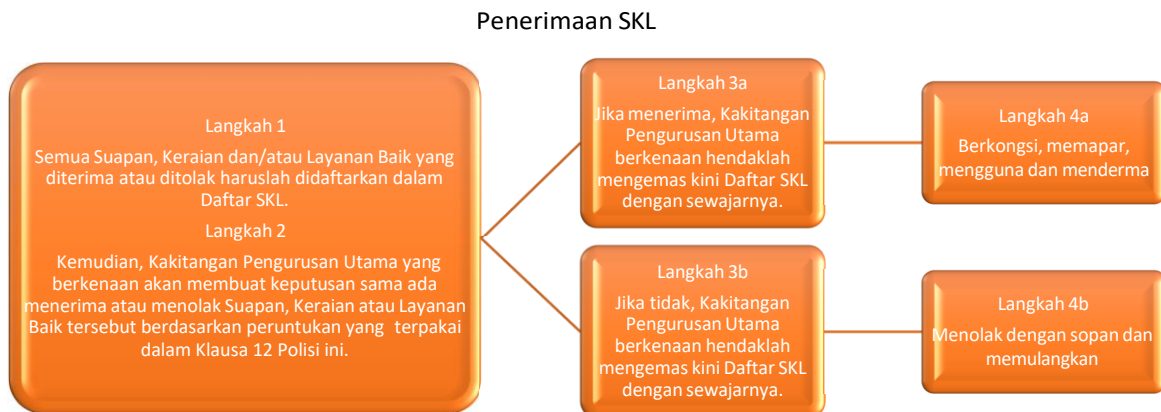 Penerimaan SKL
Langkah 1
Semua Suapan, Keraian dan/atau Layanan Baik yang
diterima atau ditolak haruslah didaftarkan dalam
Daftar SKL.
Langkah 2
Kemudian, Kakitangan Pengurusan Utama yang
berkenaan akan membuat keputusan sama ada
menerima atau menolak Suapan, Keraian atau Layanan
Baik tersebut berdasarkan peruntukan yang terpakai
dalam Klausa 12 Polisi ini.
Langkah 3a
Jika menerima, Kakitangan
Pengurusan Utama
berkenaan hendaklah
mengemas kini Daftar SKL
dengan sewajarnya.
Langkah 4a
Berkongsi, memapar,
mengguna dan menderma
Langkah 3b
Jika tidak, Kakitangan
Pengurusan Utama
berkenaan hendaklah
mengemas kini Daftar SKL
dengan sewajarnya.
Langkah 4b
Menolak dengan sopan dan
memulangkan